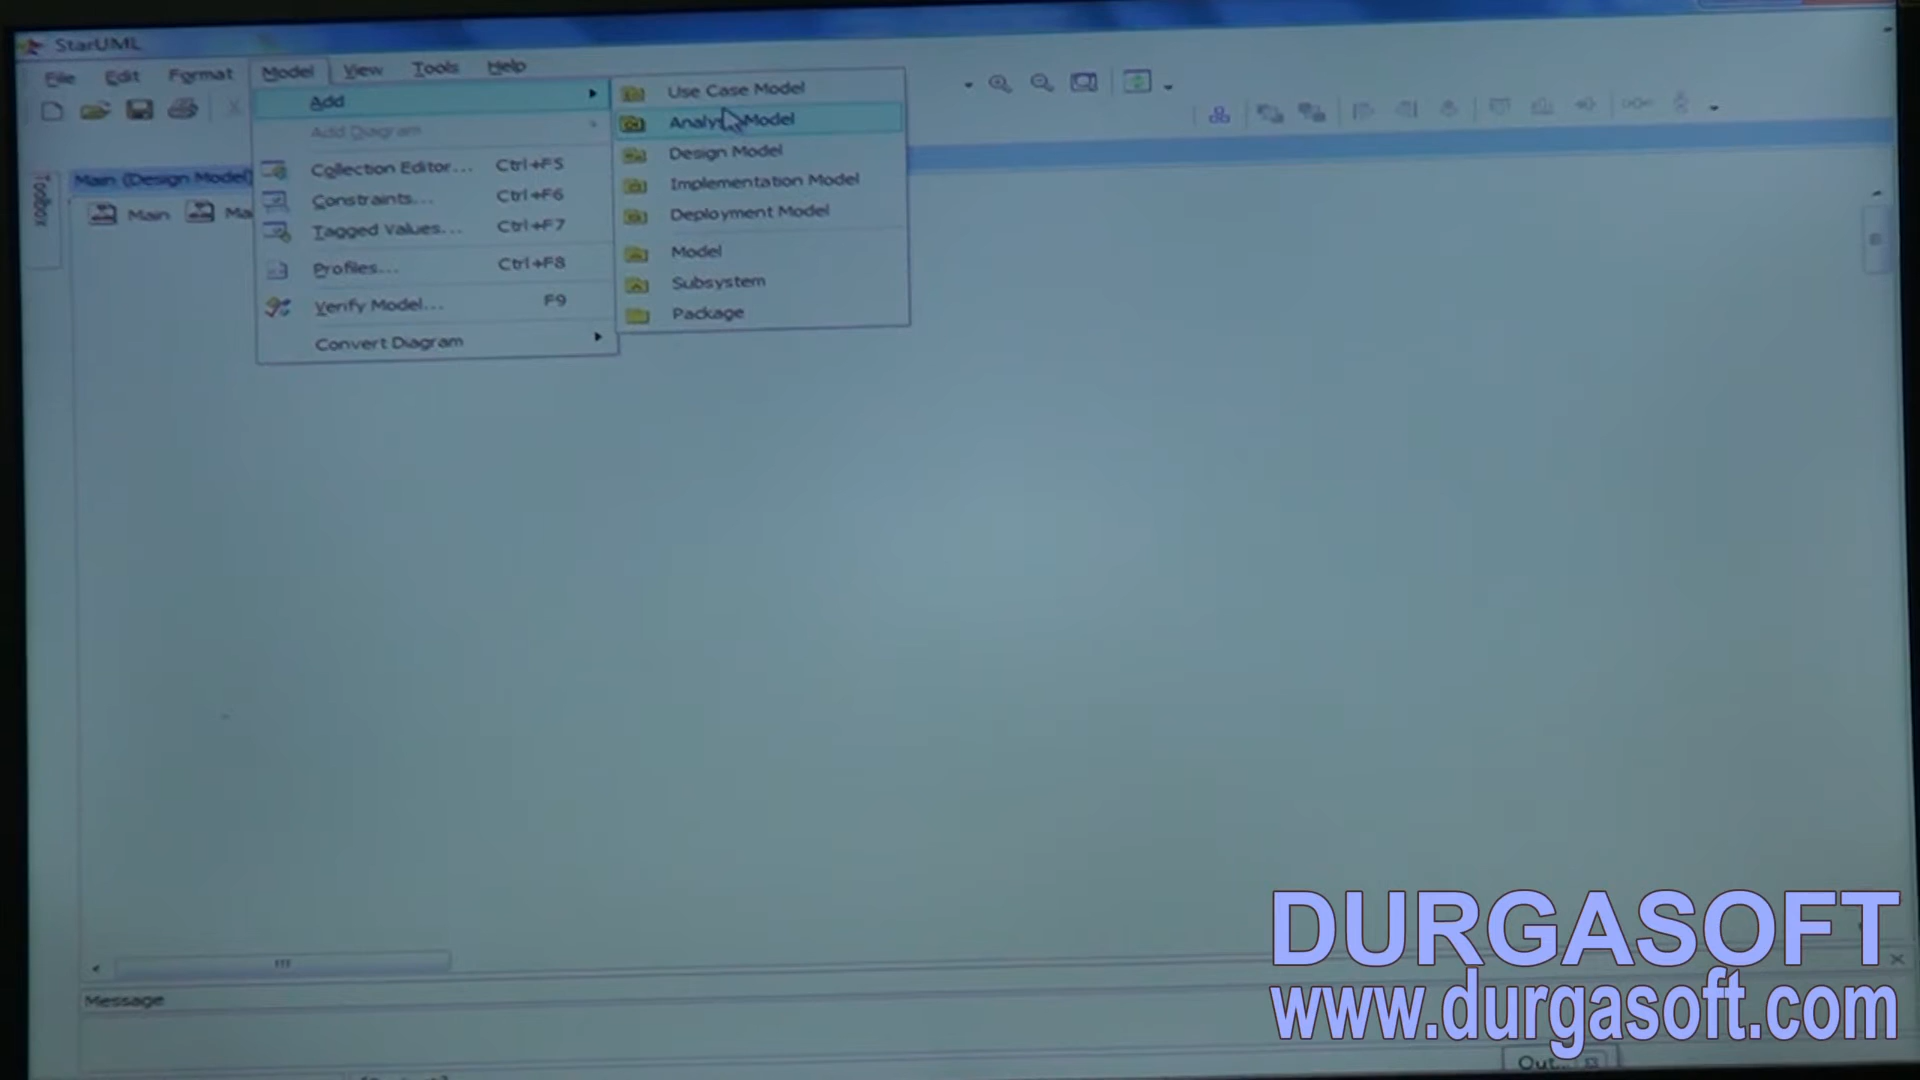 StarUML
File Edit Format Model View Tools Help
Add
Add Diagram
Collection Editor... Ctrl+F5
Constraints... Ctrl+F6
Tagged Values... Ctrl+F7
Profiles... Ctrl+F8
Verify Model... F9
Convert Diagram
Use Case Model
Analysis Model
Design Model
Implementation Model
Deployment Model
Model
Subsystem
Package
Toolbox
Main (Design Model)
Main
Message
DURGASOFT
www.durgasoft.com